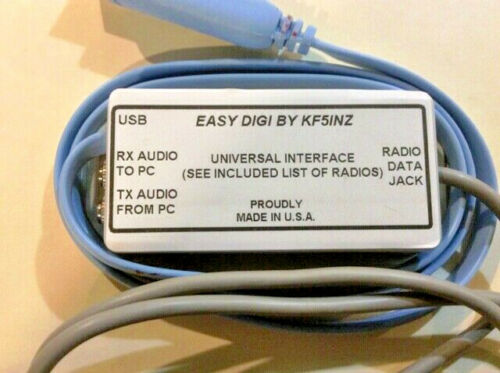 USB
EASY DIGI BY KF5INZ
RX AUDIO
TO PC
TX AUDIO
FROM PC
UNIVERSAL INTERFACE
(SEE INCLUDED LIST OF RADIOS)
PROUDLY
MADE IN U.S.A.
RADIO
DATA
JACK